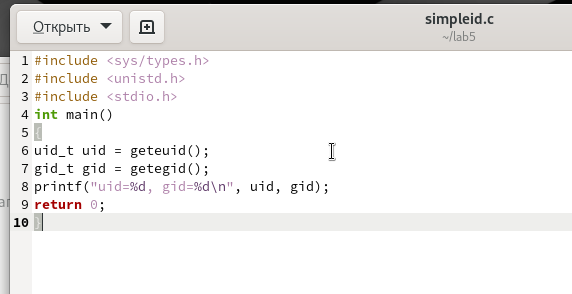 Открыть
simpleid.c
~/lab5
1 #include <sys/types.h>
2 #include <unistd.h>
3 #include <stdio.h>
4 int main()
5 {
6 uid_t uid = geteuid();
7 gid_t gid = getegid();
8 printf("uid=%d, gid=%d\n", uid, gid);
9 return 0;
10 }